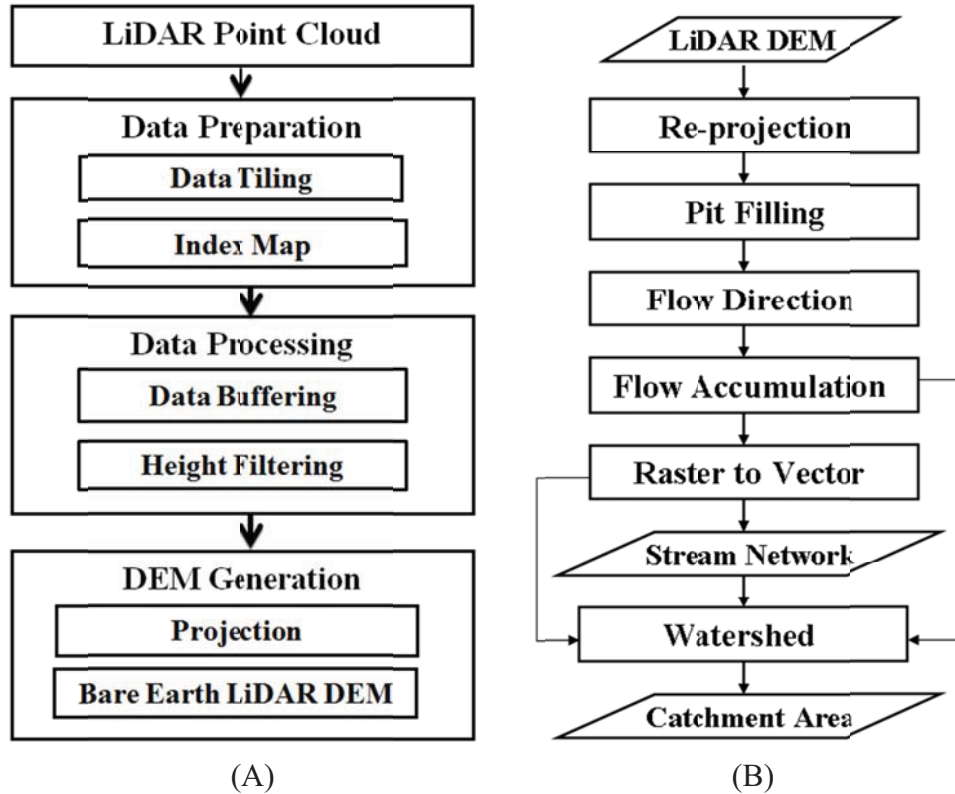 LiDAR Point Cloud
Data Preparation
Data Tiling
Index Map
Data Processing
Data Buffering
Height Filtering
DEM Generation
Projection
Bare Earth LiDAR DEM
(A)
LiDAR DEM
Re-projection
Pit Filling
Flow Direction
Flow Accumulation
Raster to Vector
Stream Network
Watershed
Catchment Area
(B)